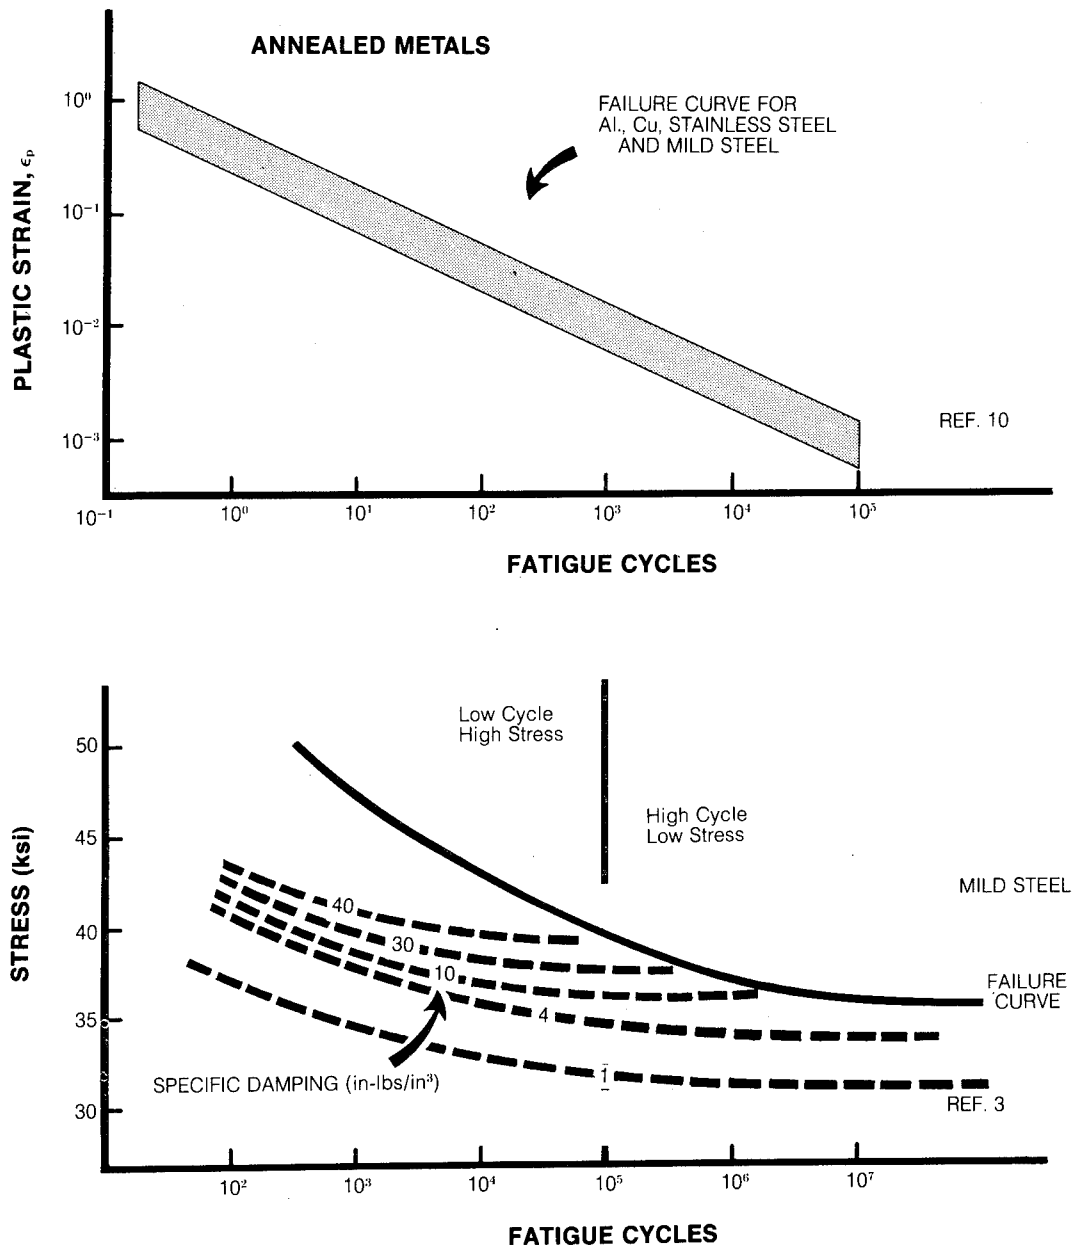 ANNEALED METALS
FAILURE CURVE FOR
Al., Cu, STAINLESS STEEL
AND MILD STEEL
PLASTIC STRAIN, ϵₚ
10⁰
10⁻¹
10⁻²
10⁻³
REF. 10
10⁻¹ 10⁰ 10¹ 10² 10³ 10⁴ 10⁵
FATIGUE CYCLES
Low Cycle
High Stress
High Cycle
Low Stress
STRESS (ksi)
50
45
40
35
30
MILD STEEL
FAILURE
CURVE
40
30
10
4
1
SPECIFIC DAMPING (in-lbs/in³)
REF. 3
10² 10³ 10⁴ 10⁵ 10⁶ 10⁷
FATIGUE CYCLES